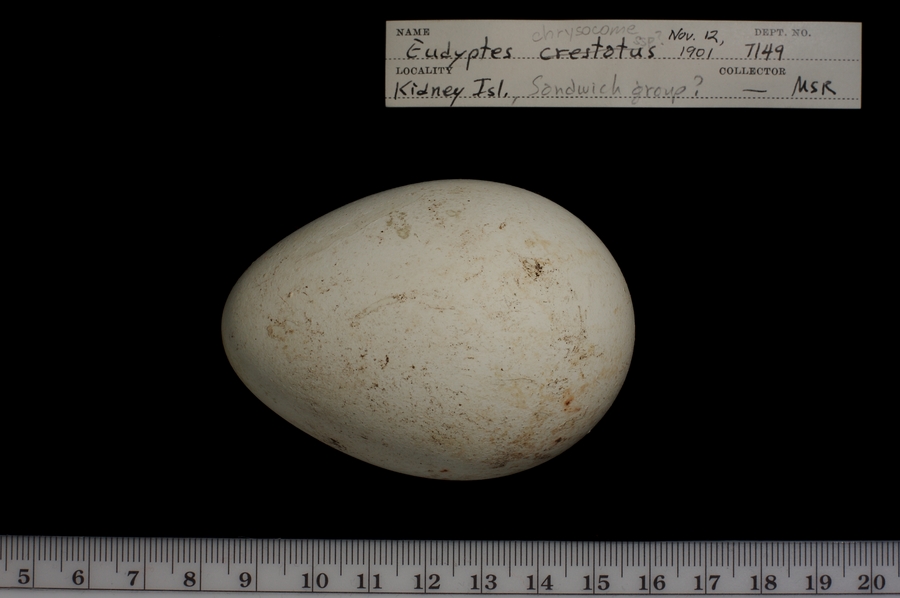 NAME chrysocome ssp? Nov. 12, DEPT. NO.
Eudyptes crestatus 1901 7149
LOCALITY COLLECTOR
Kidney Isl., Sandwich group? — MSR
5 6 7 8 9 10 11 12 13 14 15 16 17 18 19 20